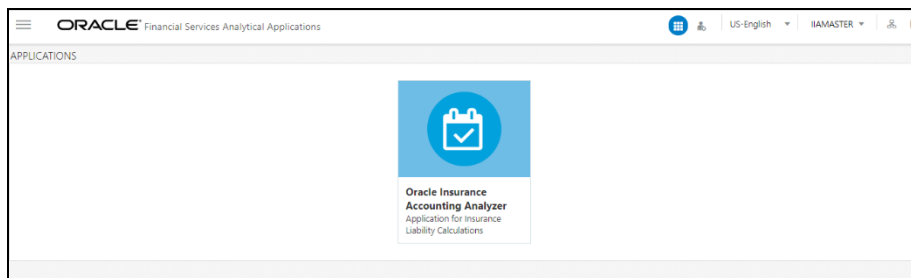 ORACLE Financial Services Analytical Applications
US-English
IIAMASTER
APPLICATIONS
Oracle Insurance
Accounting Analyzer
Application for Insurance
Liability Calculations